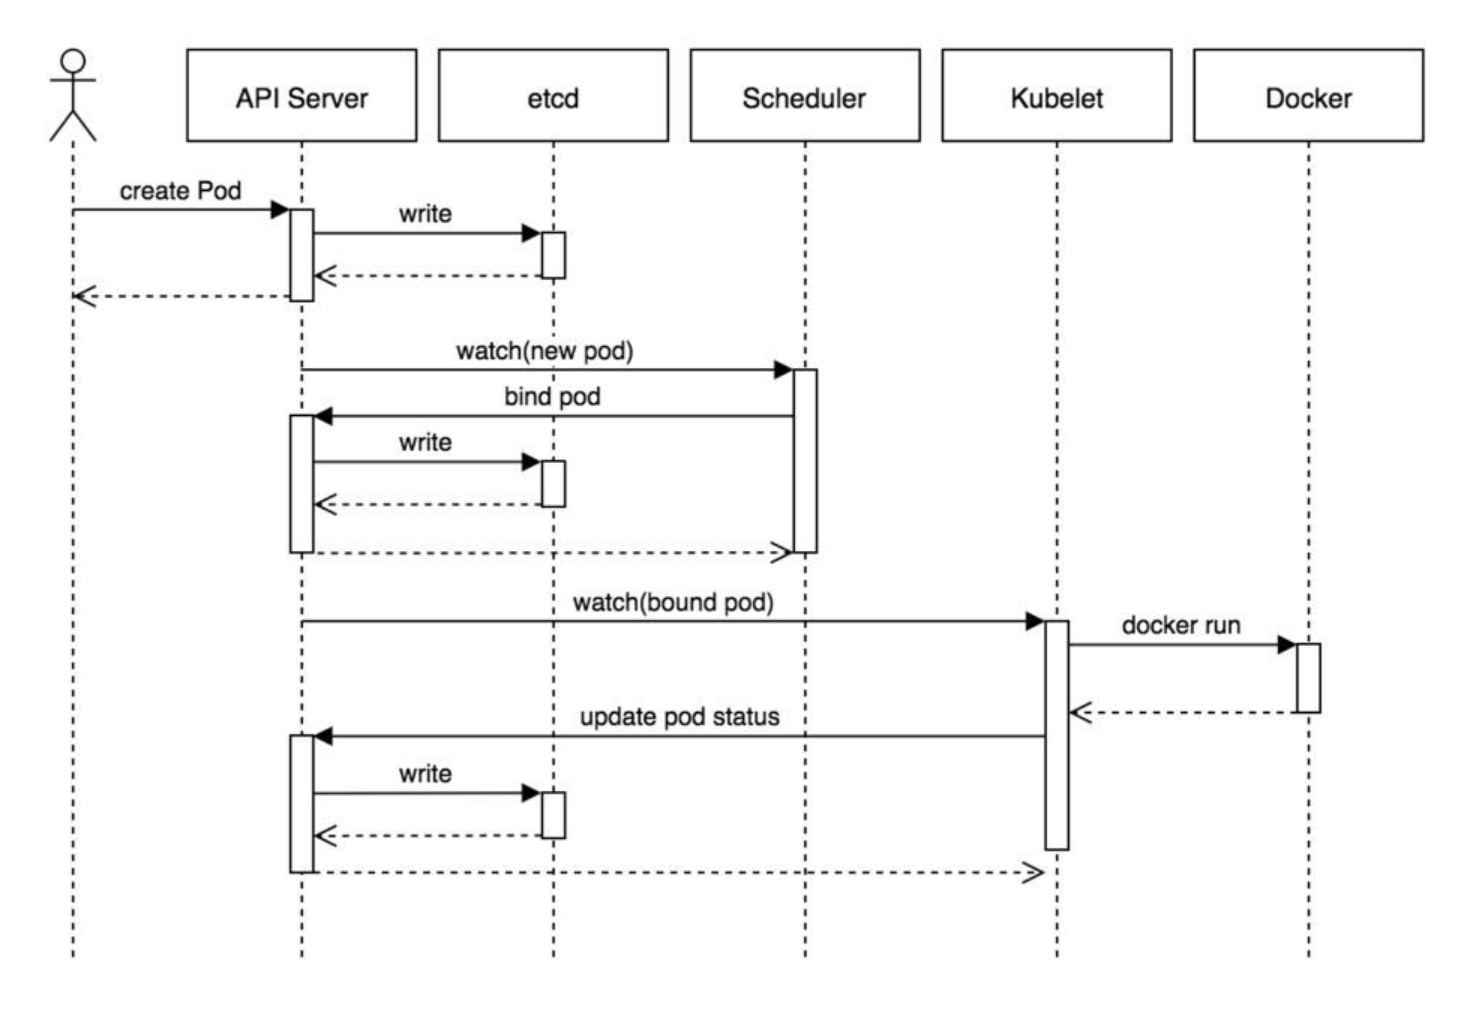 API Server
etcd
Scheduler
Kubelet
Docker
create Pod
write
watch(new pod)
bind pod
write
watch(bound pod)
docker run
update pod status
write